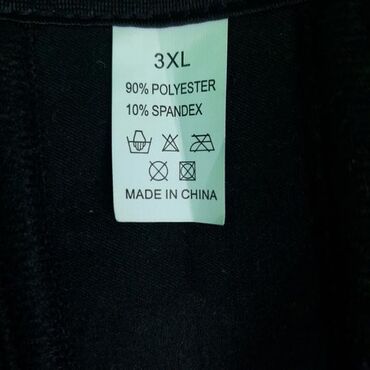 3XL
90% POLYESTER
10% SPANDEX
MADE IN CHINA